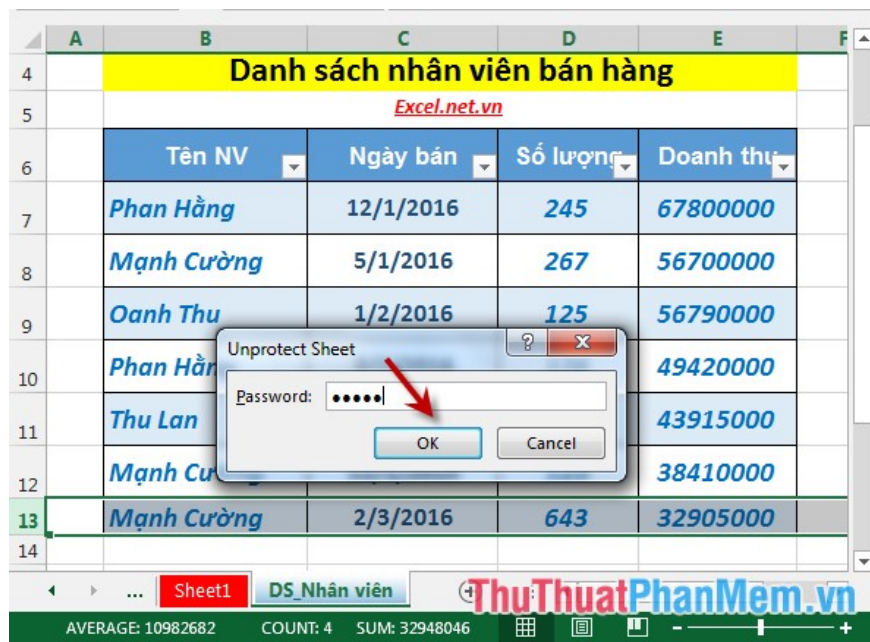 A B C D E F
4 Danh sách nhân viên bán hàng
5 Excel.net.vn
6 Tên NV Ngày bán Số lượng Doanh thu
7 Phan Hằng 12/1/2016 245 67800000
8 Mạnh Cường 5/1/2016 267 56700000
9 Oanh Thu 1/2/2016 125 56790000
Unprotect Sheet
10 Phan Hằn 49420000
Password: •••••
11 Thu Lan 43915000
OK Cancel
12 Mạnh Cư 38410000
13 Mạnh Cường 2/3/2016 643 32905000
14
... Sheet1 DS_Nhân viên
ThuThuatPhanMem.vn
AVERAGE: 10982682 COUNT: 4 SUM: 32948046